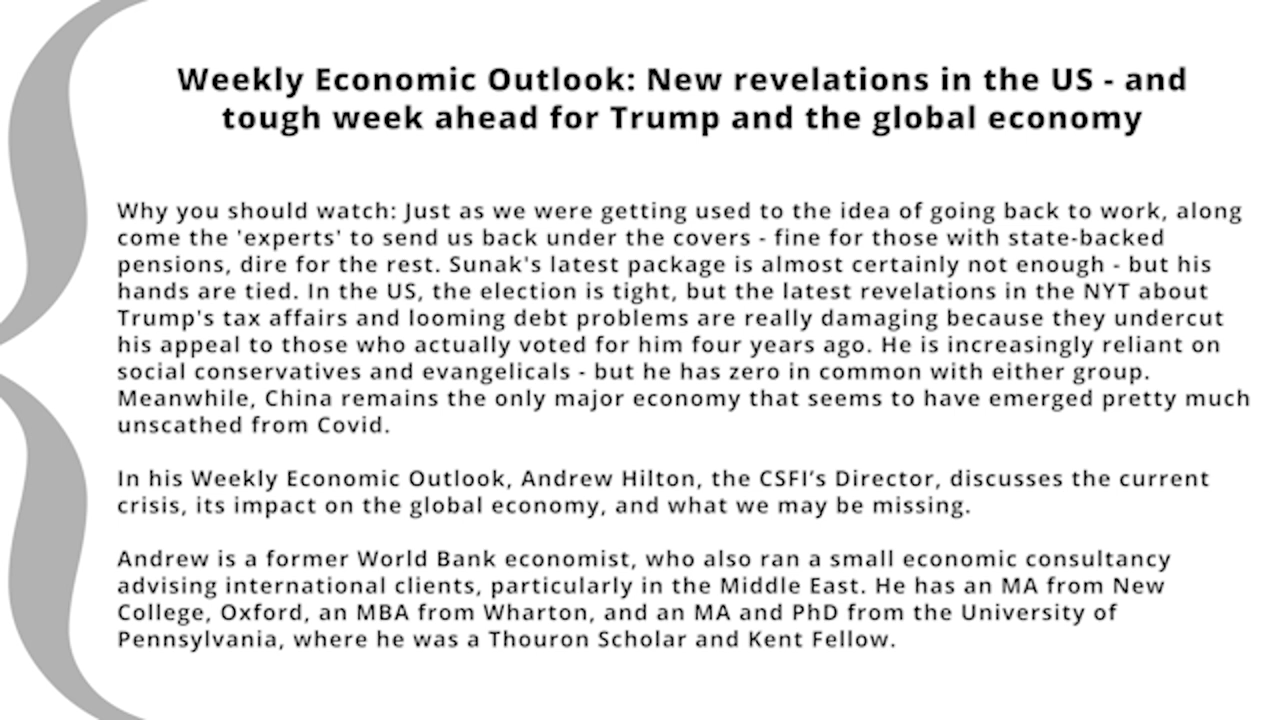 Weekly Economic Outlook: New revelations in the US - and
tough week ahead for Trump and the global economy
Why you should watch: Just as we were getting used to the idea of going back to work, along
come the 'experts' to send us back under the covers - fine for those with state-backed
pensions, dire for the rest. Sunak's latest package is almost certainly not enough - but his
hands are tied. In the US, the election is tight, but the latest revelations in the NYT about
Trump's tax affairs and looming debt problems are really damaging because they undercut
his appeal to those who actually voted for him four years ago. He is increasingly reliant on
social conservatives and evangelicals - but he has zero in common with either group.
Meanwhile, China remains the only major economy that seems to have emerged pretty much
unscathed from Covid.
In his Weekly Economic Outlook, Andrew Hilton, the CSFI’s Director, discusses the current
crisis, its impact on the global economy, and what we may be missing.
Andrew is a former World Bank economist, who also ran a small economic consultancy
advising international clients, particularly in the Middle East. He has an MA from New
College, Oxford, an MBA from Wharton, and an MA and PhD from the University of
Pennsylvania, where he was a Thouron Scholar and Kent Fellow.